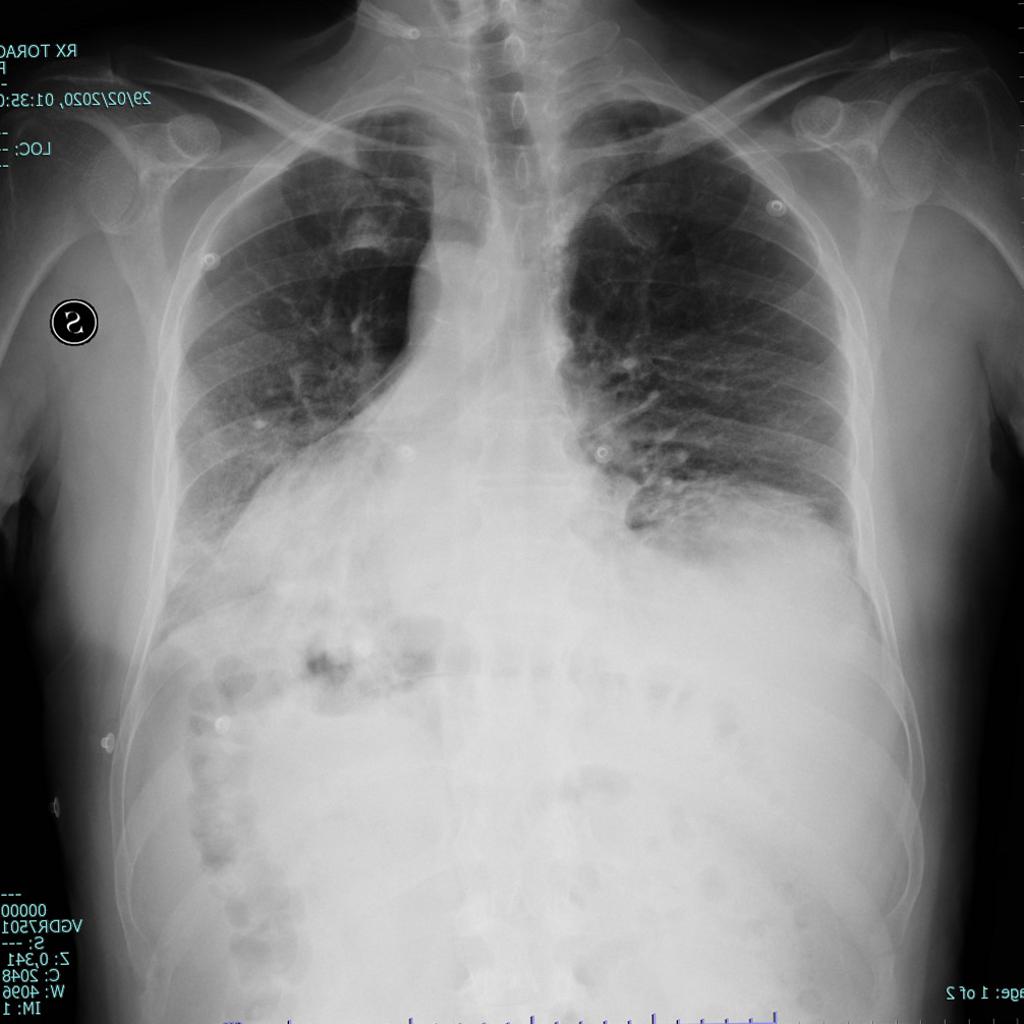 RX TORAC
F
-
29/02/2020, 01:35:0
--
LOC: --
--
S
---
00000
VGDR7501
S: ---
Z: 0,341
C: 2048
W: 4096
IM: 1
age: 1 of 2